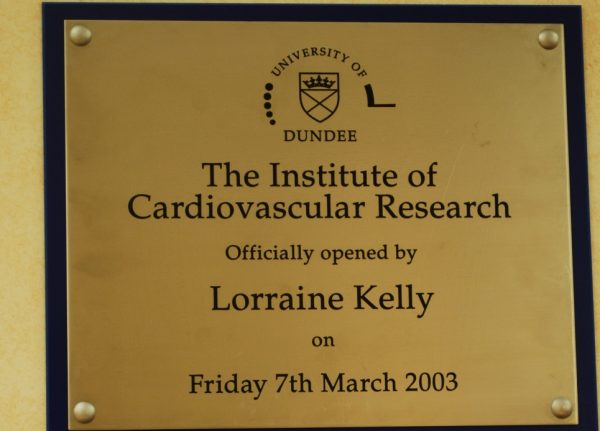 UNIVERSITY OF
DUNDEE
The Institute of
Cardiovascular Research
Officially opened by
Lorraine Kelly
on
Friday 7th March 2003